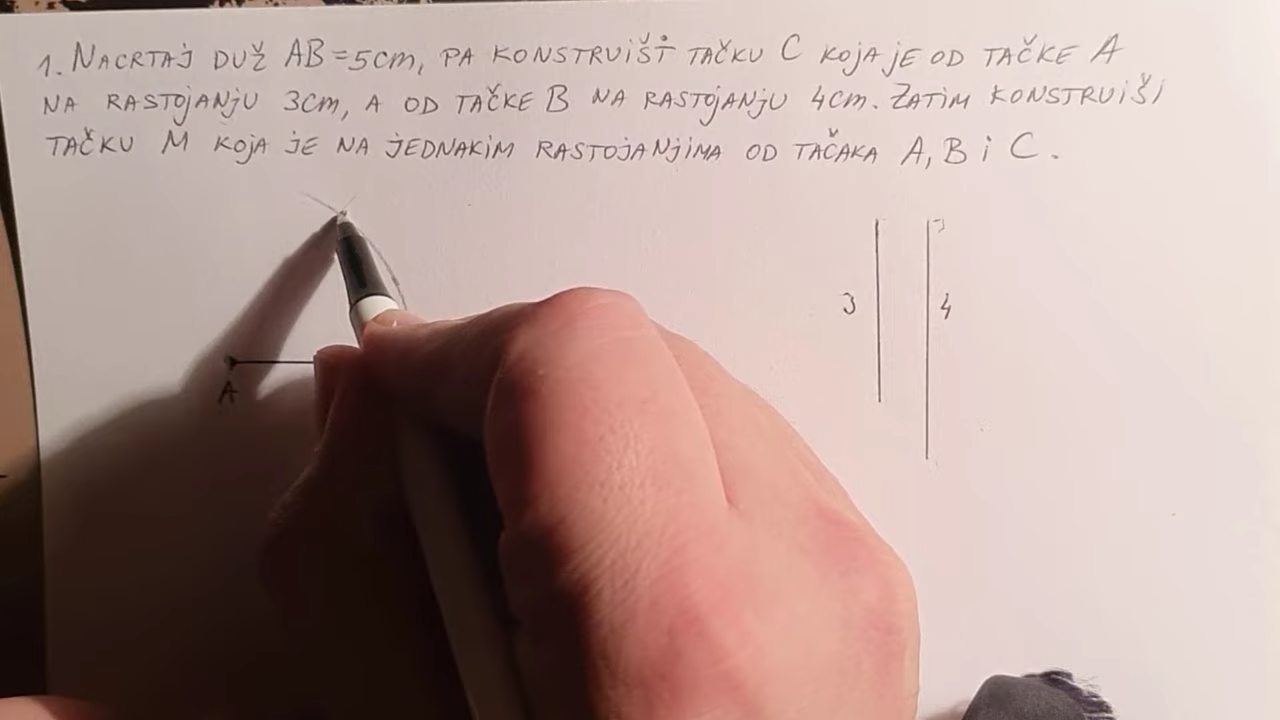 1. NACRTAJ DUŽ AB=5cm, PA KONSTRUIŠI TAČKU C KOJA JE OD TAČKE A
NA RASTOJANJU 3cm, A OD TAČKE B NA RASTOJANJU 4cm. ZATIM KONSTRUIŠI
TAČKU M KOJA JE NA JEDNAKIM RASTOJANJIMA OD TAČAKA A, B i C.
3
4
A